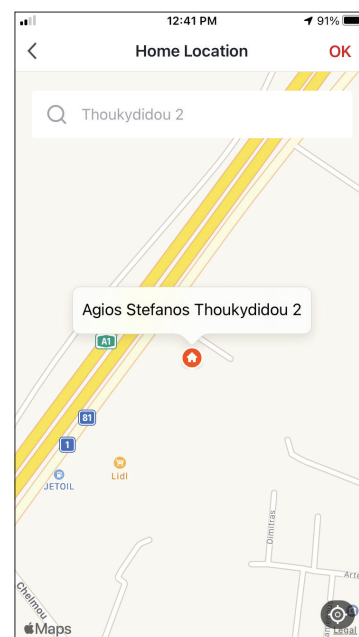 12:41 PM
91%
Home Location
OK
Thoukydidou 2
Agios Stefanos Thoukydidou 2
A1
81
1
JETOIL
Lidl
Dimitras
Arte
Chelmou
Maps
Legal